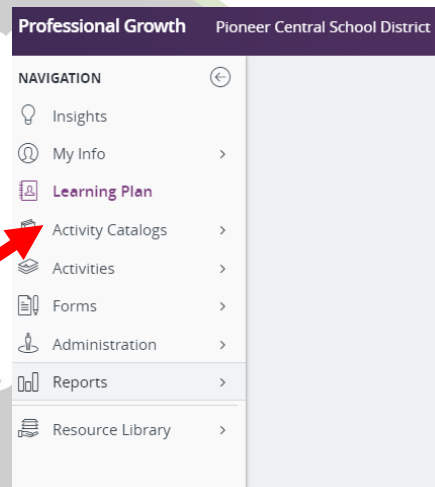 Professional Growth Pioneer Central School District
NAVIGATION
Insights
My Info
Learning Plan
Activity Catalogs
Activities
Forms
Administration
Reports
Resource Library